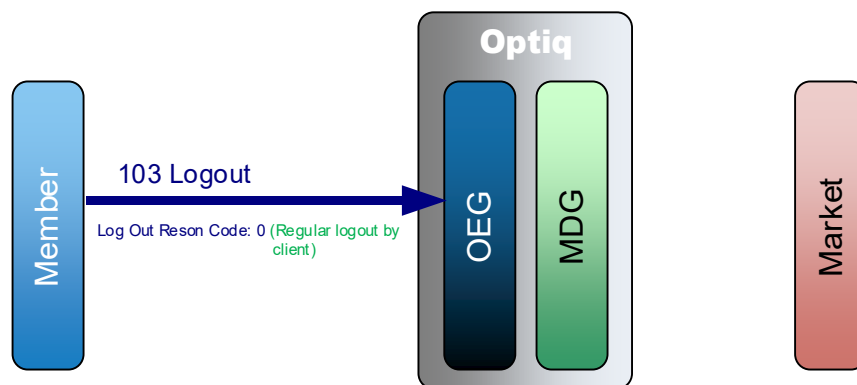 Optiq
Member
103 Logout
Log Out Reson Code: 0 (Regular logout by
client)
OEG
MDG
Market